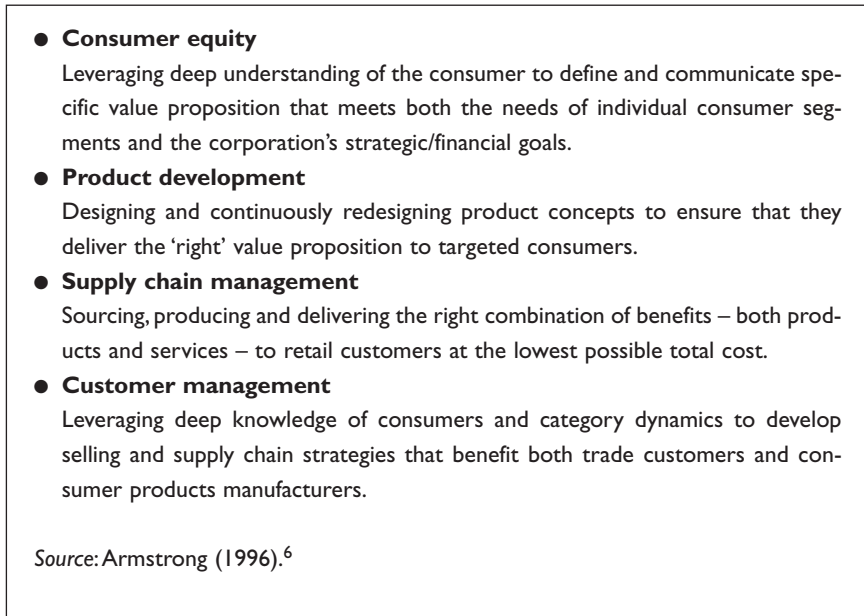 ● Consumer equity
Leveraging deep understanding of the consumer to define and communicate spe-
cific value proposition that meets both the needs of individual consumer seg-
ments and the corporation's strategic/financial goals.
● Product development
Designing and continuously redesigning product concepts to ensure that they
deliver the 'right' value proposition to targeted consumers.
● Supply chain management
Sourcing, producing and delivering the right combination of benefits – both prod-
ucts and services – to retail customers at the lowest possible total cost.
● Customer management
Leveraging deep knowledge of consumers and category dynamics to develop
selling and supply chain strategies that benefit both trade customers and con-
sumer products manufacturers.
Source: Armstrong (1996).⁶